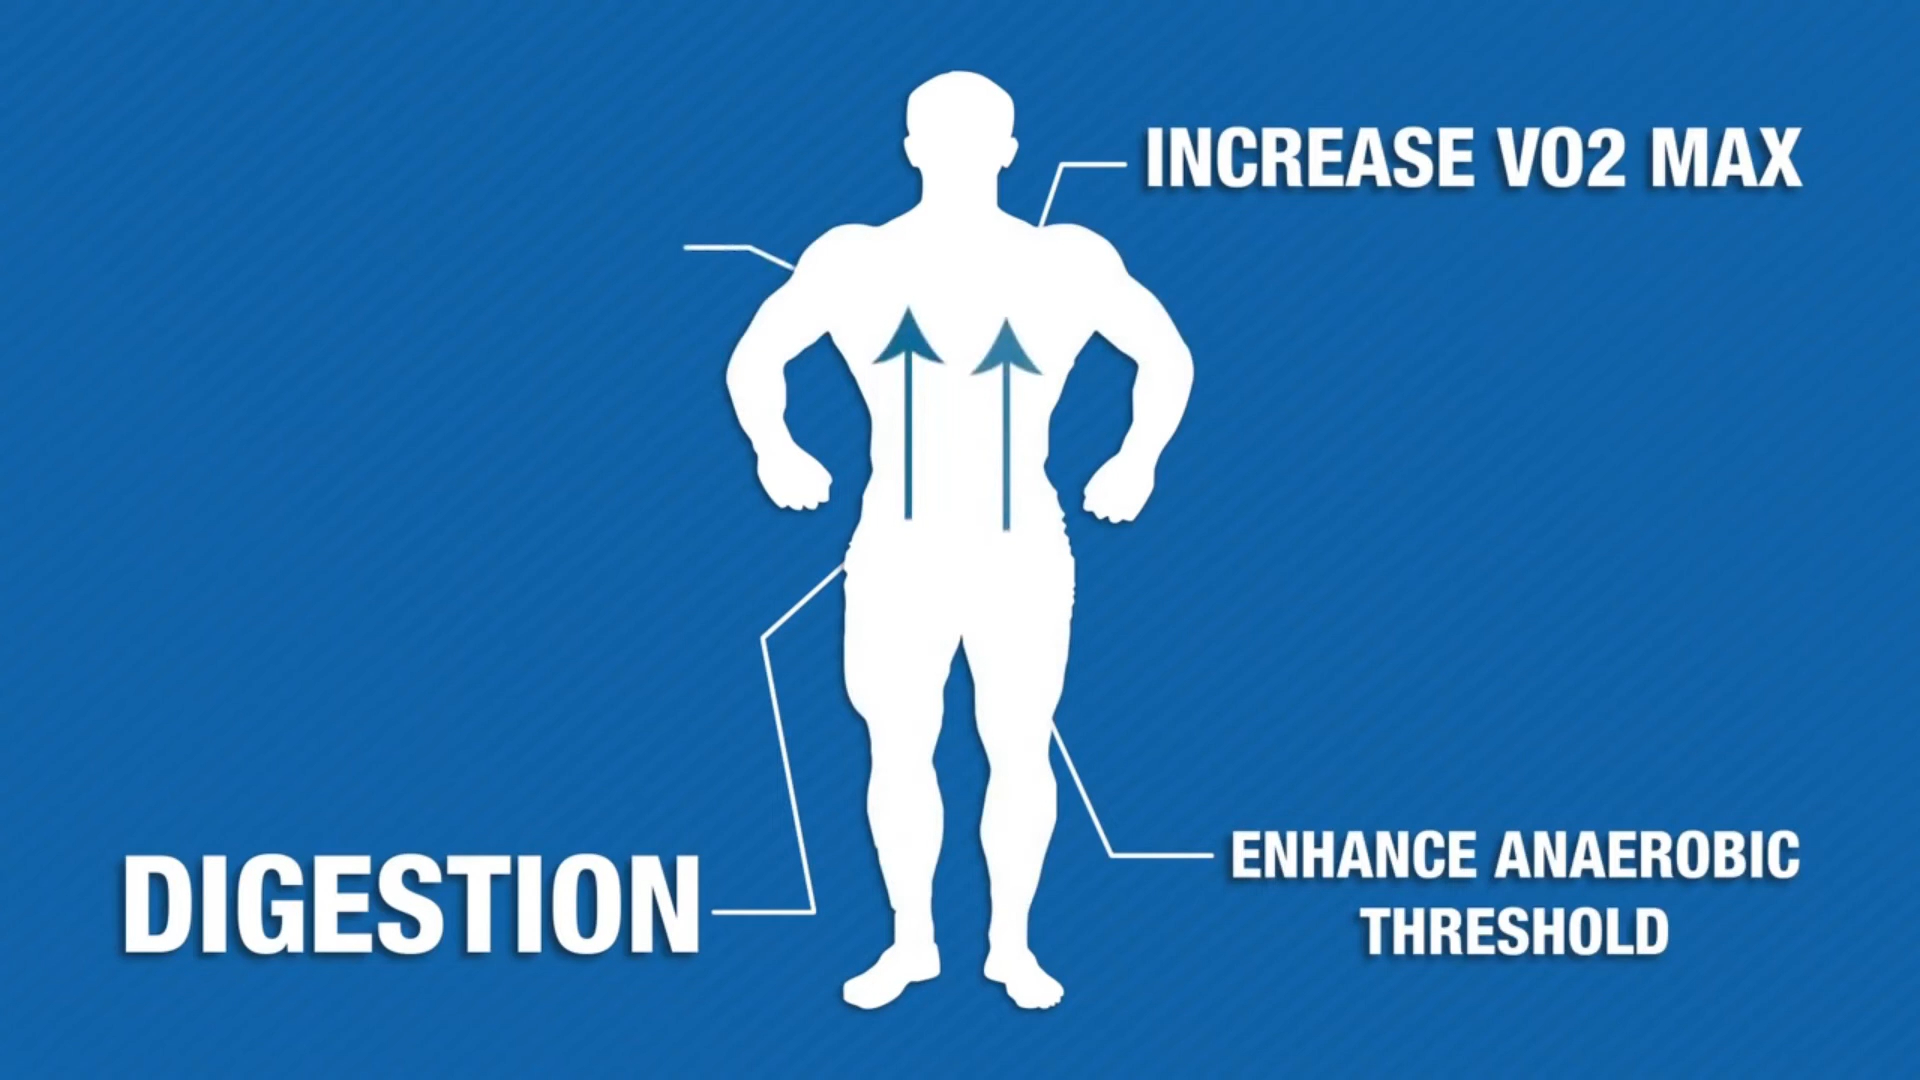 INCREASE VO2 MAX
DIGESTION
ENHANCE ANAEROBIC
THRESHOLD